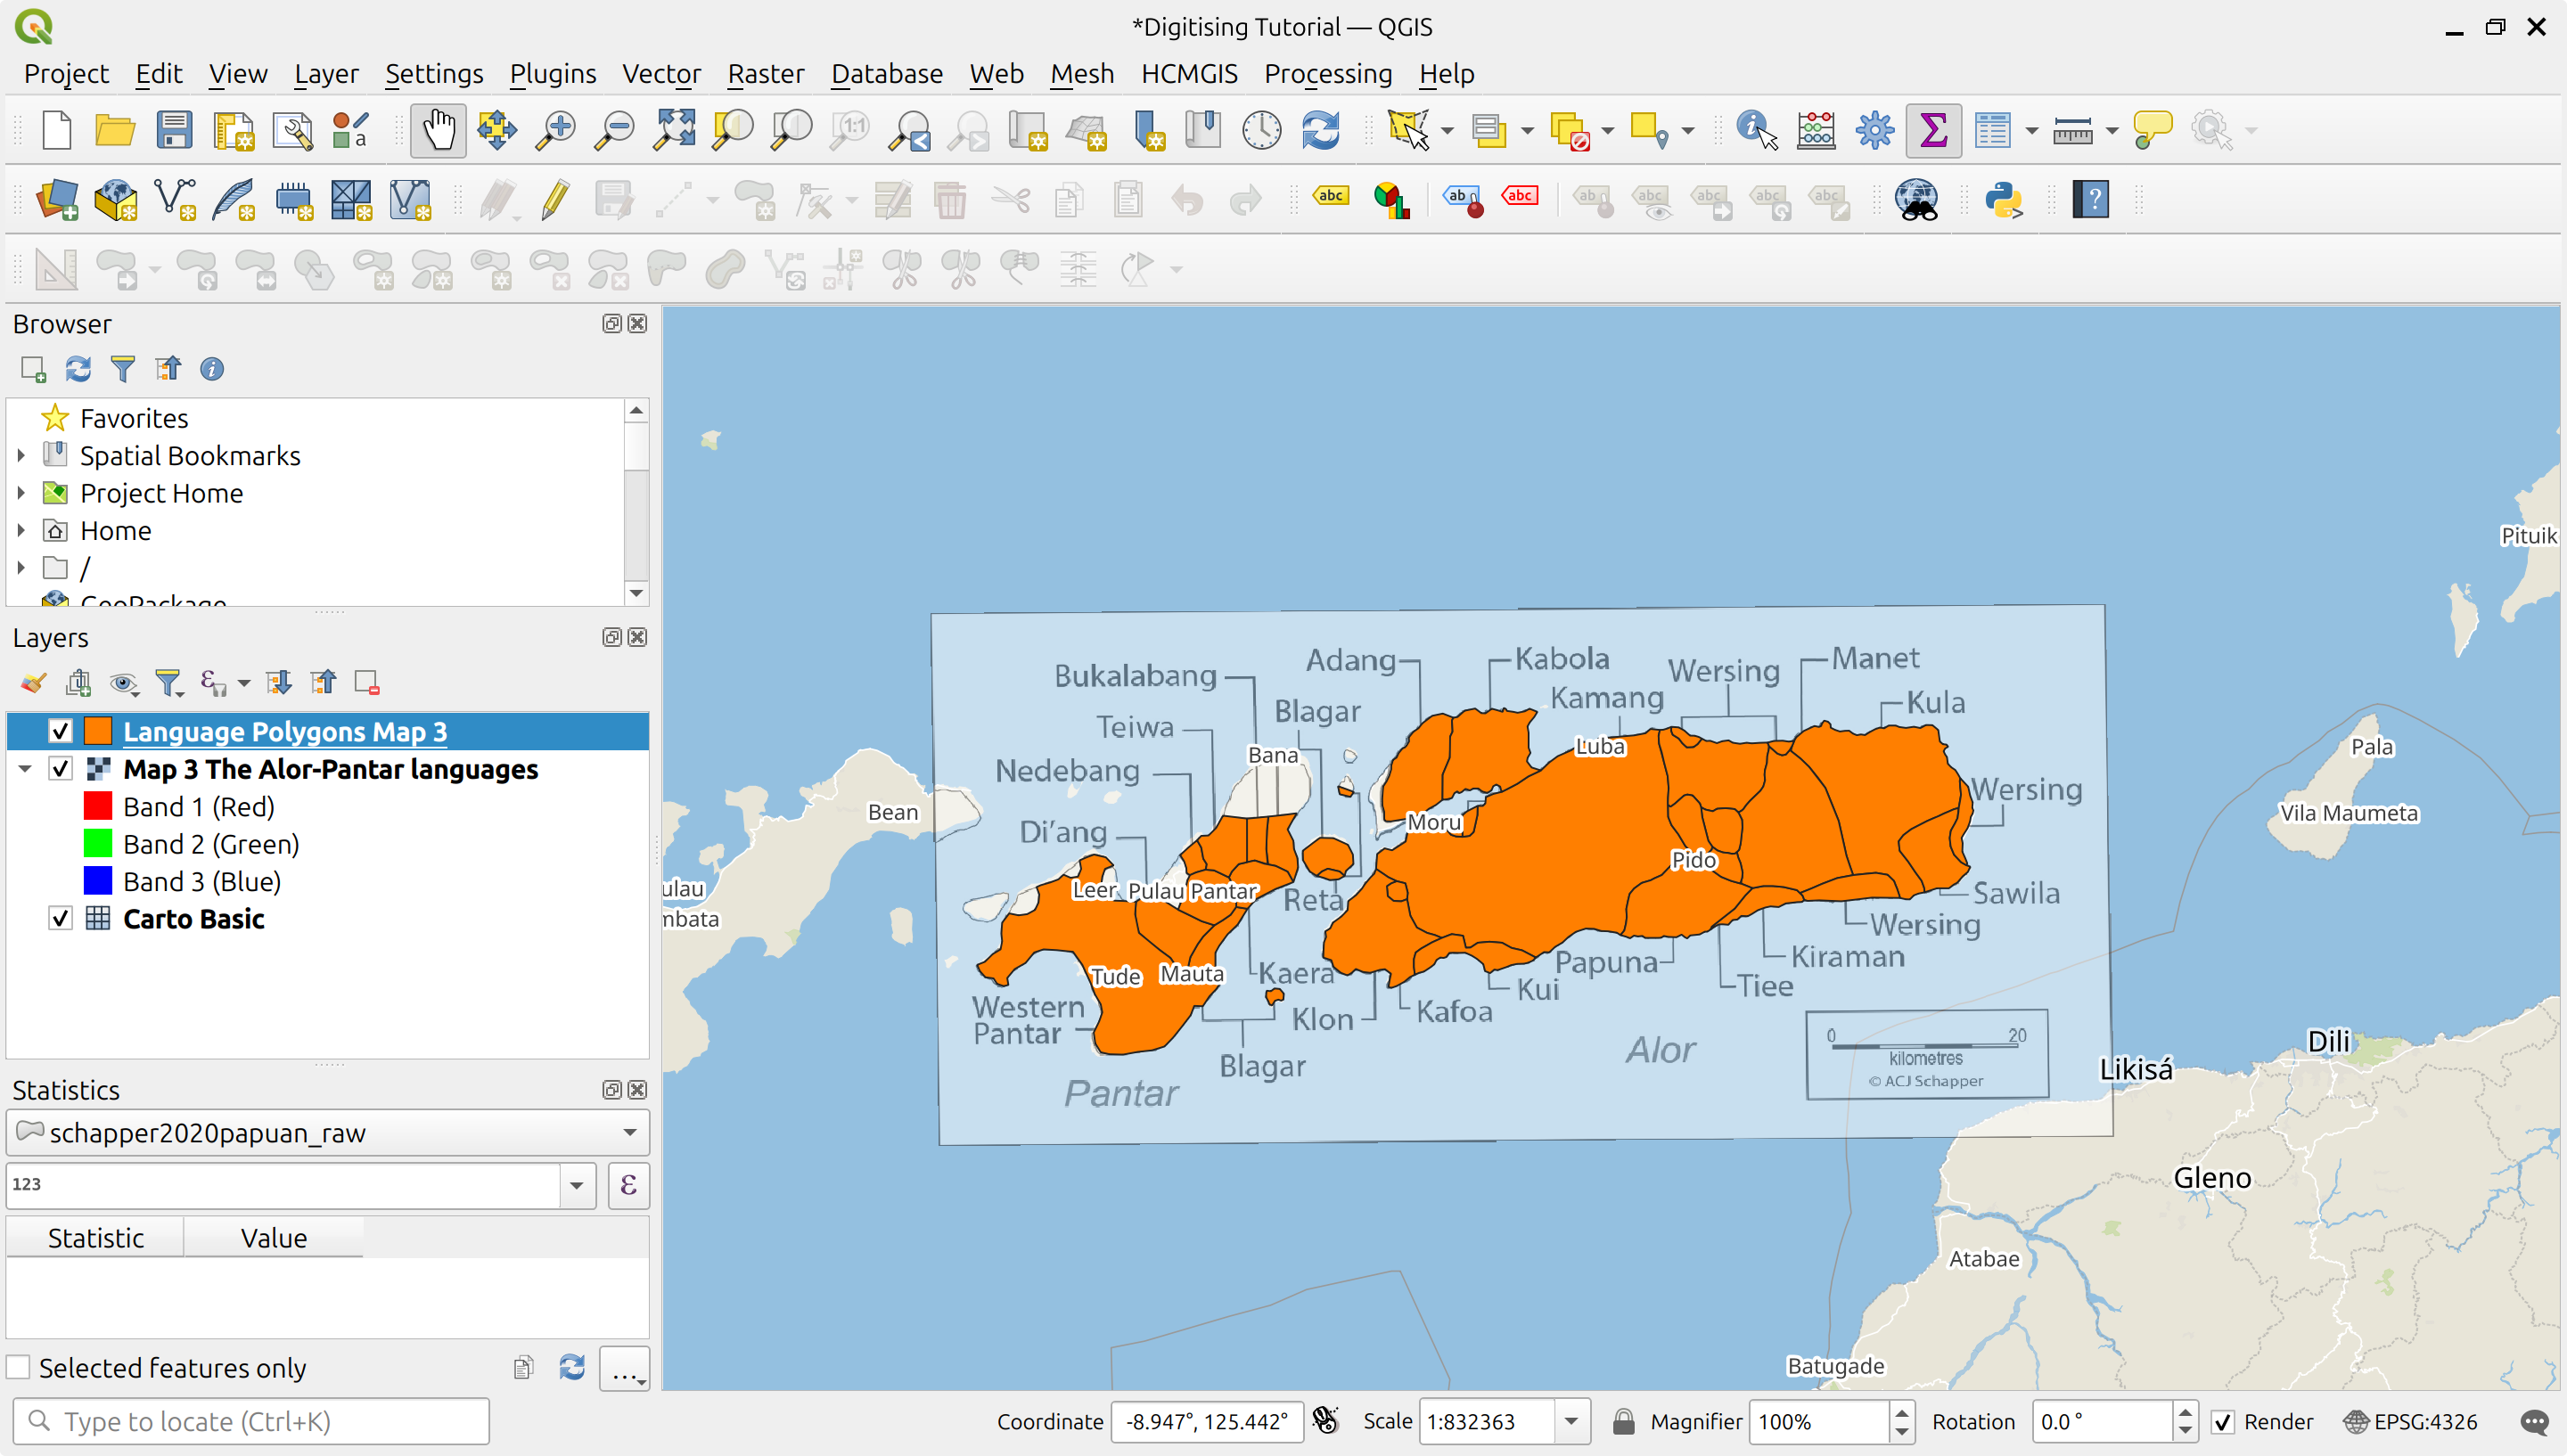 *Digitising Tutorial — QGIS
Project Edit View Layer Settings Plugins Vector Raster Database Web Mesh HCMGIS Processing Help
Browser
Favorites
Spatial Bookmarks
Project Home
Home
/
GeoPackage
Layers
Language Polygons Map 3
Map 3 The Alor-Pantar languages
Band 1 (Red)
Band 2 (Green)
Band 3 (Blue)
Carto Basic
Statistics
schapper2020papuan_raw
123
ε
Statistic Value
Selected features only
...
Type to locate (Ctrl+K)
Pituik
Bukalabang
Adang
Kabola
Wersing
Manet
Kamang
Kula
Teiwa
Blagar
Bana
Luba
Pala
Nedebang
Wersing
Bean
Moru
Vila Maumeta
Di'ang
Pido
ulau
mbata
Leer
Pulau Pantar
Reta
Sawila
Wersing
Tude
Mauta
Kaera
Papuna
Kiraman
Western
Pantar
Klon
Kafoa
Kui
Tiee
Blagar
Alor
0 20
kilometres
© ACJ Schapper
Pantar
Dili
Likisá
Gleno
Atabae
Batugade
Coordinate -8.947°, 125.442° Scale 1:832363 Magnifier 100% Rotation 0.0 ° Render EPSG:4326